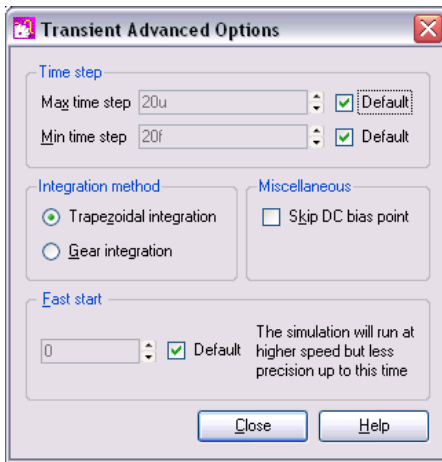 Transient Advanced Options
Time step
Max time step 20u Default
Min time step 20f Default
Integration method
Trapezoidal integration
Gear integration
Miscellaneous
Skip DC bias point
Fast start
0 Default
The simulation will run at
higher speed but less
precision up to this time
Close Help